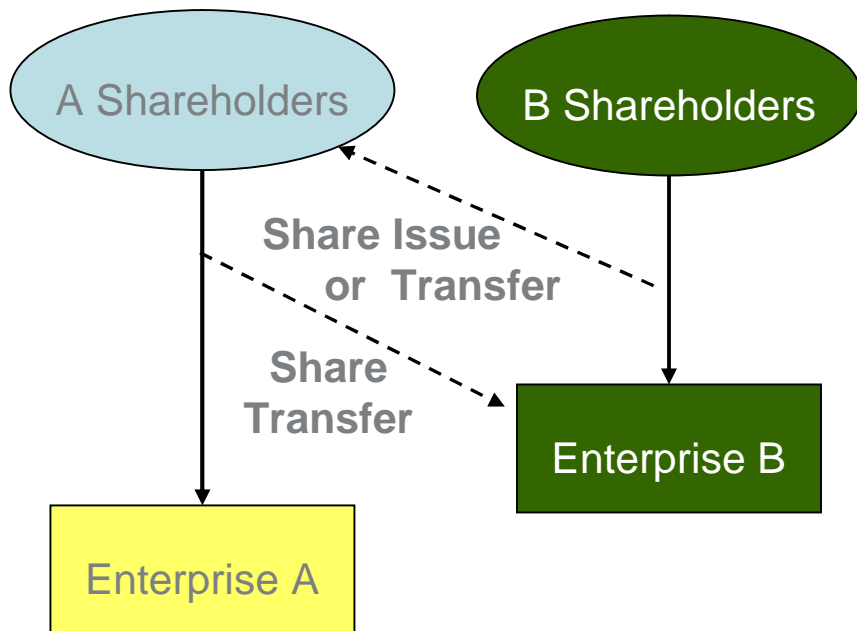 A Shareholders
B Shareholders
Share Issue
or Transfer
Share
Transfer
Enterprise B
Enterprise A